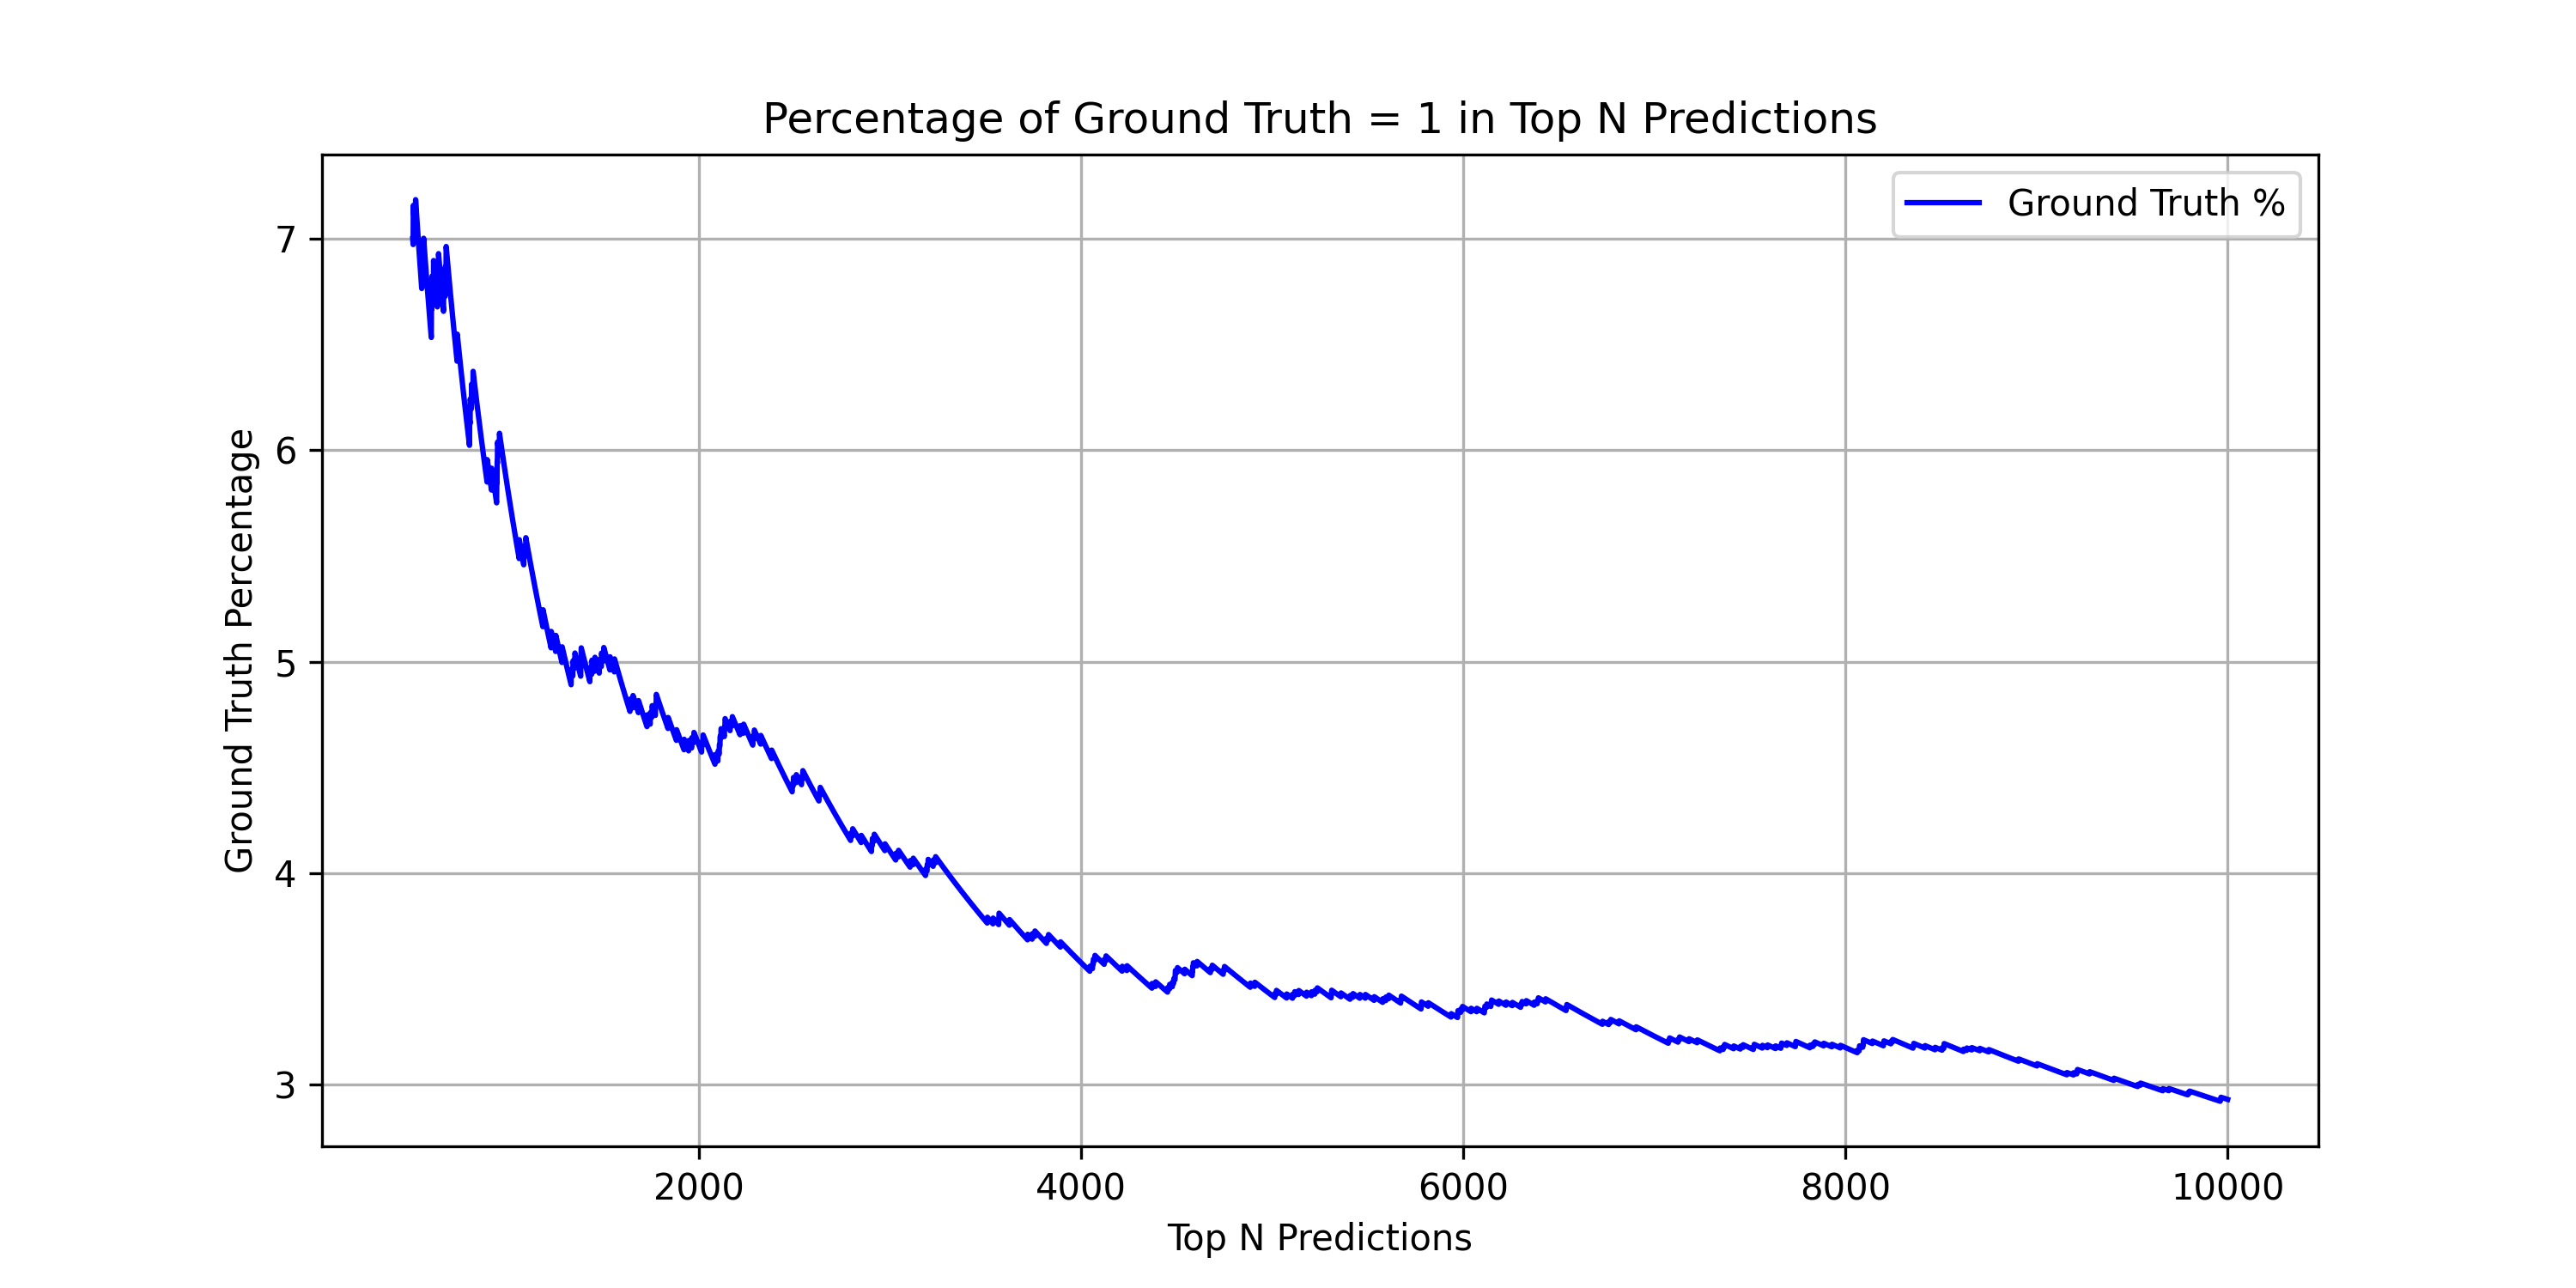 Percentage of Ground Truth = 1 in Top N Predictions
Ground Truth %
Ground Truth Percentage
7
6
5
4
3
2000 4000 6000 8000 10000
Top N Predictions